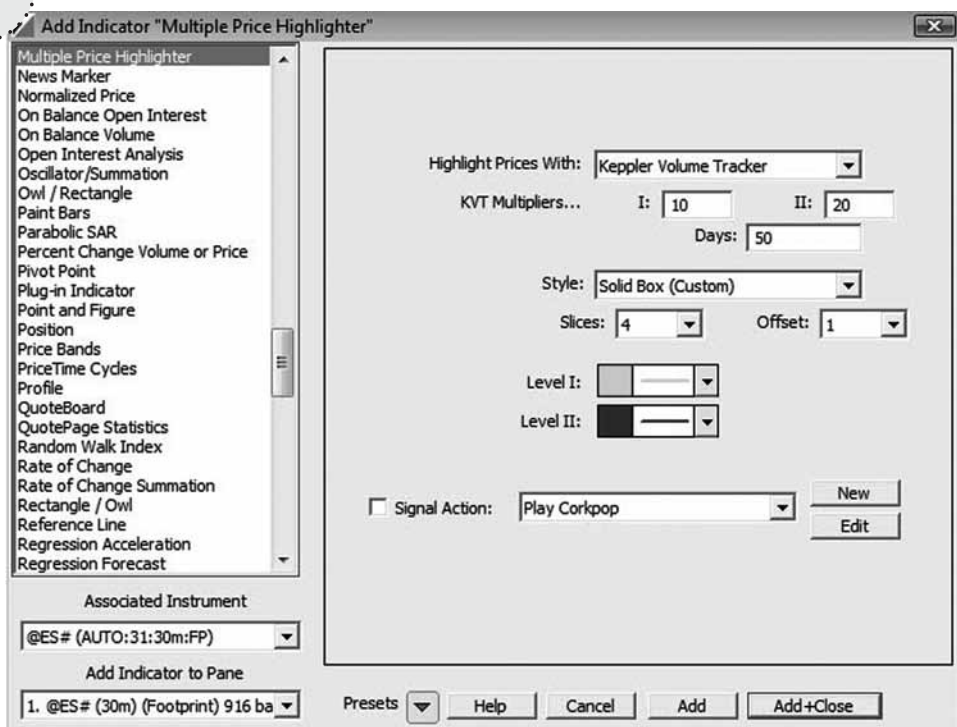 Add Indicator "Multiple Price Highlighter"
Multiple Price Highlighter
News Marker
Normalized Price
On Balance Open Interest
On Balance Volume
Open Interest Analysis
Oscillator/Summation
Owl / Rectangle
Paint Bars
Parabolic SAR
Percent Change Volume or Price
Pivot Point
Plug-in Indicator
Point and Figure
Position
Price Bands
PriceTime Cycles
Profile
QuoteBoard
QuotePage Statistics
Random Walk Index
Rate of Change
Rate of Change Summation
Rectangle / Owl
Reference Line
Regression Acceleration
Regression Forecast
Associated Instrument
@ES# (AUTO:31:30m:FP)
Add Indicator to Pane
1. @ES# (30m) (Footprint) 916 ba
Highlight Prices With: Keppler Volume Tracker
KVT Multipliers... I: 10 II: 20
Days: 50
Style: Solid Box (Custom)
Slices: 4 Offset: 1
Level I:
Level II:
Signal Action: Play Corkpop
New
Edit
Presets Help Cancel Add Add+Close